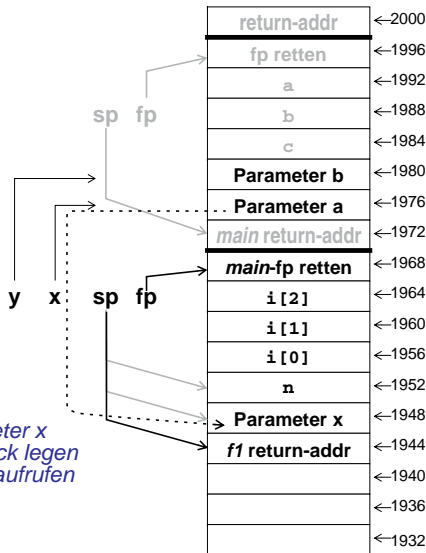 return-addr ←2000
fp retten ←1996
a ←1992
sp fp b ←1988
c ←1984
Parameter b ←1980
Parameter a ←1976
main return-addr ←1972
main-fp retten ←1968
y x sp fp i[2] ←1964
i[1] ←1960
i[0] ←1956
n ←1952
Parameter x ←1948
f1 return-addr ←1944
←1940
←1936
←1932
eter x
ck legen
aufrufen